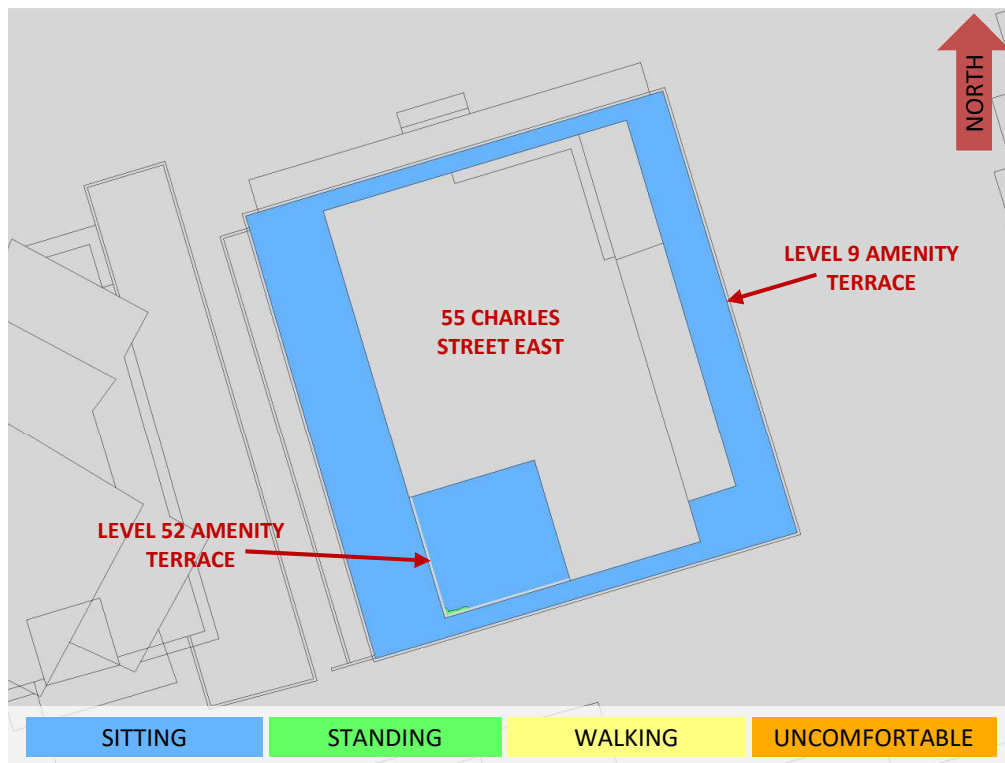 NORTH
LEVEL 9 AMENITY
TERRACE
55 CHARLES
STREET EAST
LEVEL 52 AMENITY
TERRACE
SITTING
STANDING
WALKING
UNCOMFORTABLE